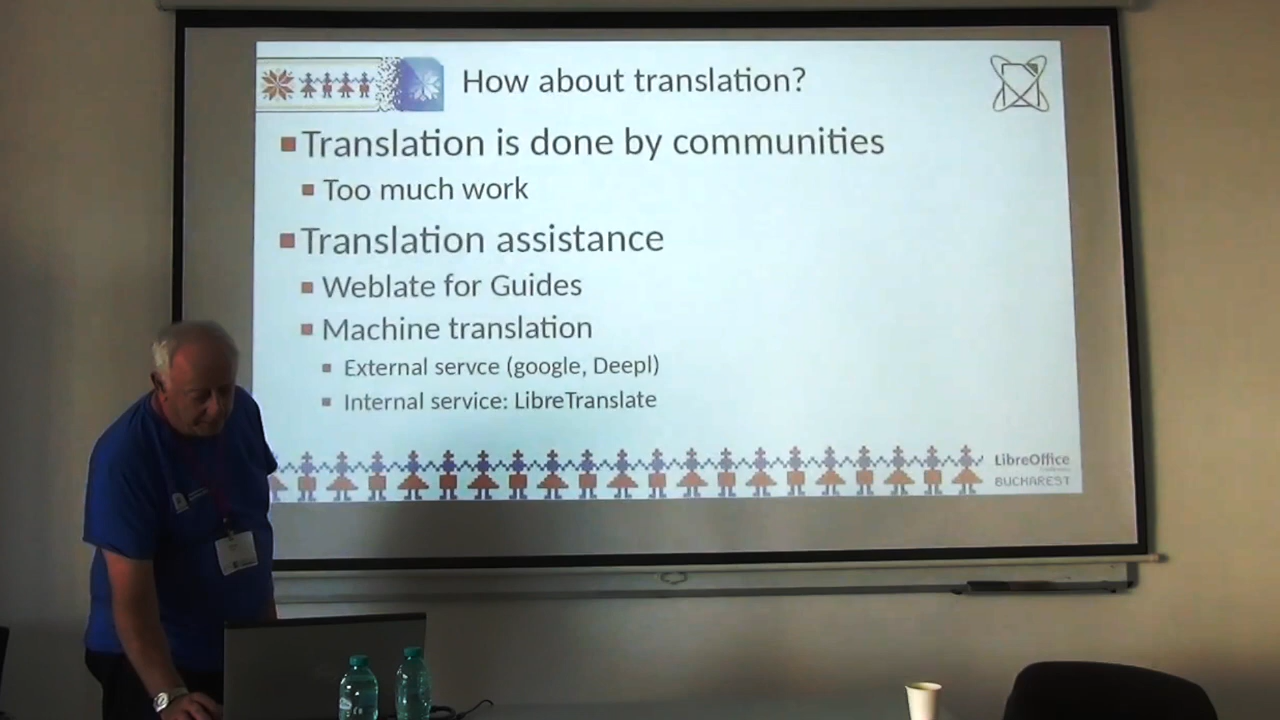 How about translation?
Translation is done by communities
Too much work
Translation assistance
Weblate for Guides
Machine translation
External servce (google, Deepl)
Internal service: LibreTranslate
LibreOffice
BUCHAREST